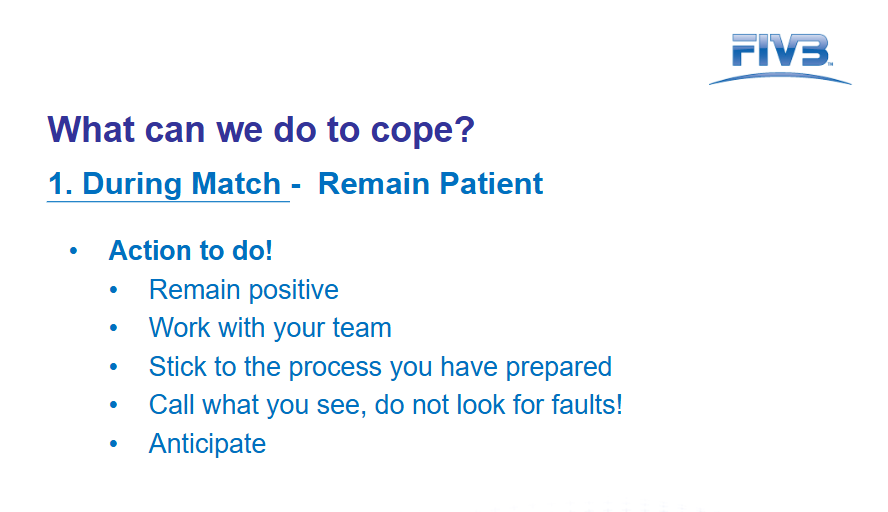 FIVB
What can we do to cope?
1. During Match - Remain Patient
• Action to do!
• Remain positive
• Work with your team
• Stick to the process you have prepared
• Call what you see, do not look for faults!
• Anticipate